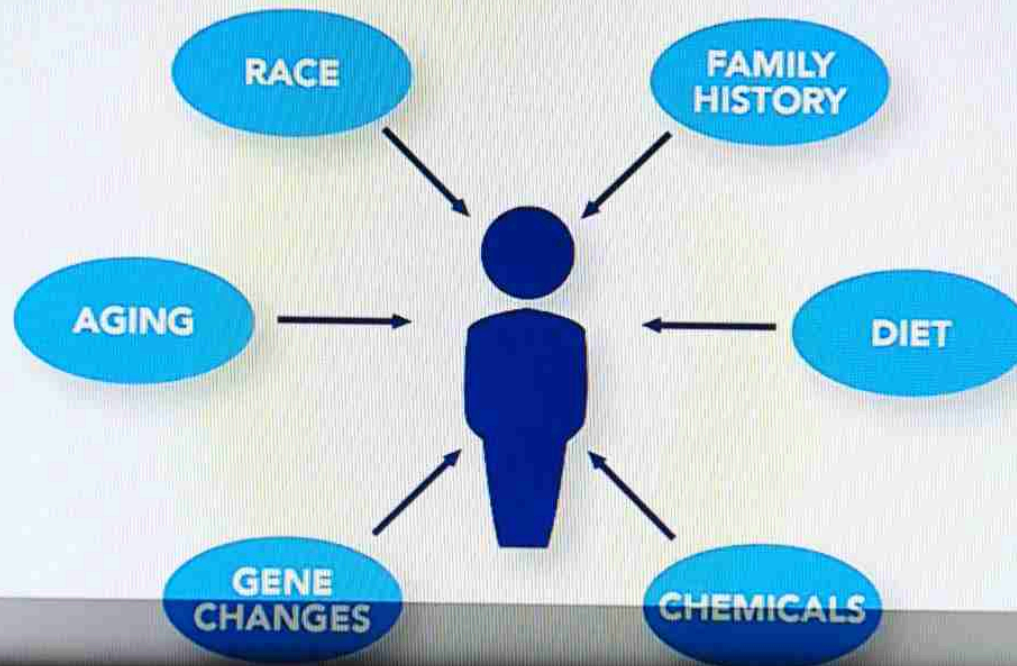 RACE
FAMILY
HISTORY
AGING
DIET
GENE
CHANGES
CHEMICALS